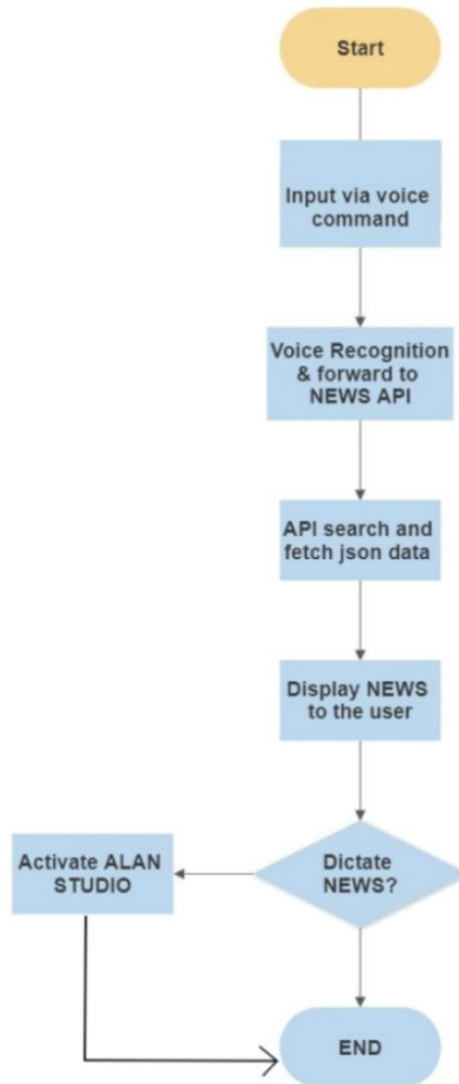 Start
Input via voice
command
Voice Recognition
& forward to
NEWS API
API search and
fetch json data
Display NEWS
to the user
Dictate
NEWS?
Activate ALAN
STUDIO
END